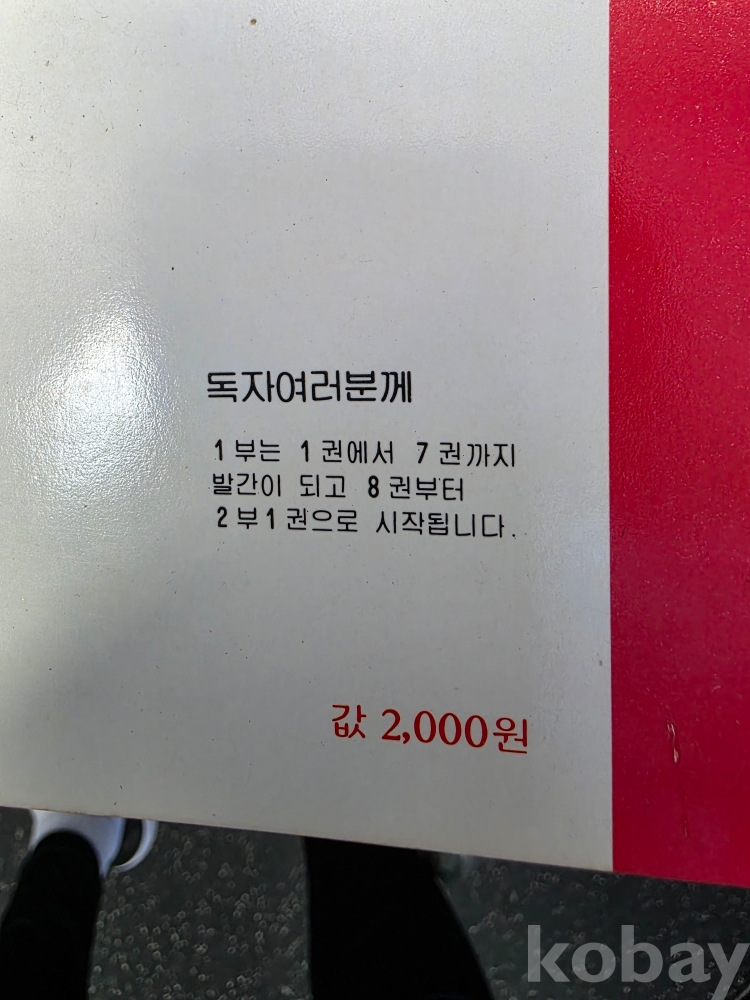 독자여러분께
1부는 1권에서 7권까지
발간이 되고 8권부터
2부1권으로 시작됩니다.
값 2,000원
kobay